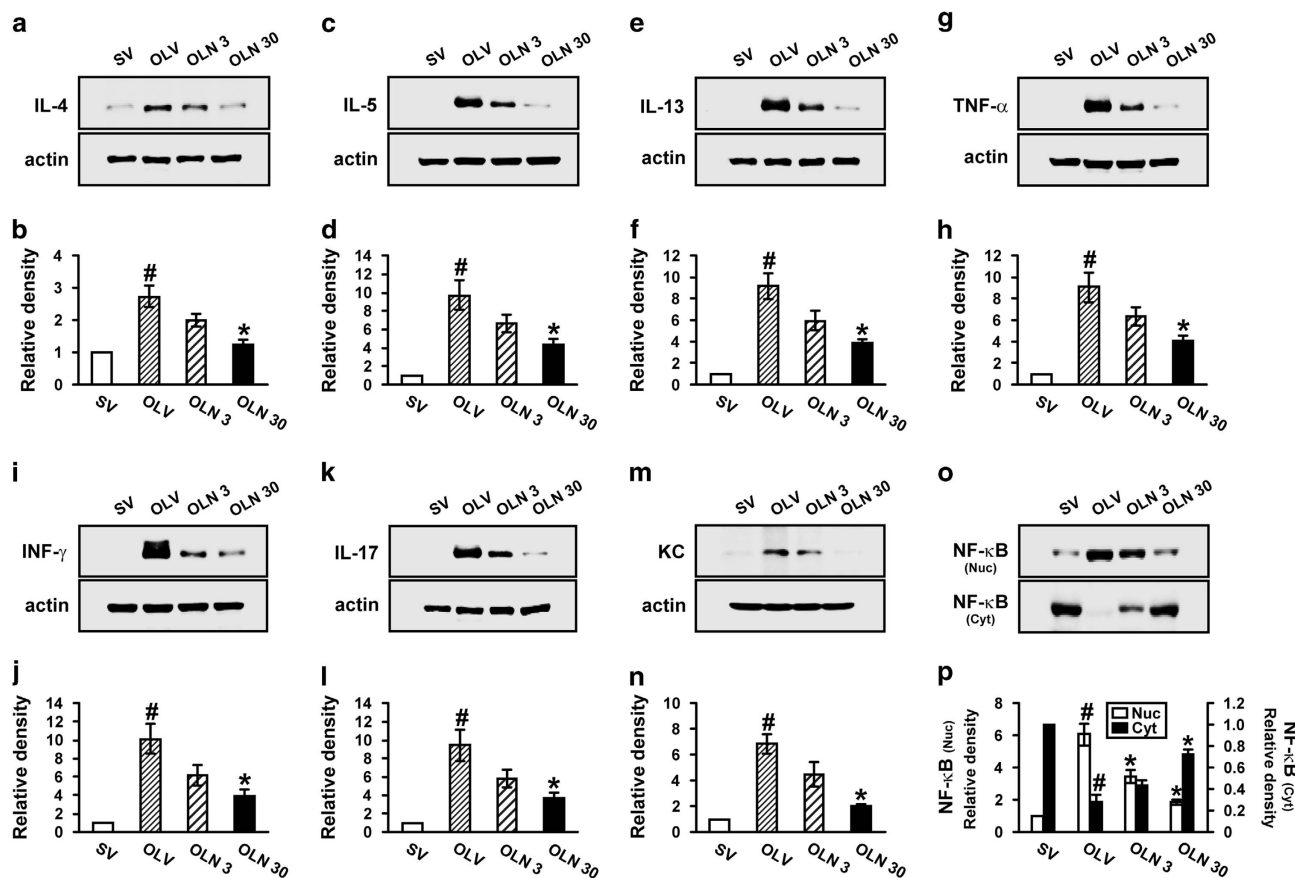 a c e g
SV OLV OLN 3 OLN 30 SV OLV OLN 3 OLN 30 SV OLV OLN 3 OLN 30 SV OLV OLN 3 OLN 30
IL-4 IL-5 IL-13 TNF-α
actin actin actin actin
b d f h
Relative density Relative density Relative density Relative density
4 14 12 12
3 12 10 10
2 10 8 8
1 8 6 6
0 6 4 4
4 2 2
2 0 0
0
# # # #
* * * *
SV OLV OLN 3 OLN 30 SV OLV OLN 3 OLN 30 SV OLV OLN 3 OLN 30 SV OLV OLN 3 OLN 30
i k m o
SV OLV OLN 3 OLN 30 SV OLV OLN 3 OLN 30 SV OLV OLN 3 OLN 30 SV OLV OLN 3 OLN 30
INF-γ IL-17 KC NF-κB
(Nuc)
actin actin actin NF-κB
(Cyt)
j l n p
Relative density Relative density Relative density NF-κB (Nuc)
Relative density
14 14 10 8
12 12 8 6
10 10 6 4
8 8 4 2
6 6 2 0
4 4 0
2 2
0 0
# # # # #
* * * * * *
Nuc
Cyt
1.2
1.0
0.8
0.6
0.4
0.2
0
NF-κB (Cyt)
Relative density
SV OLV OLN 3 OLN 30 SV OLV OLN 3 OLN 30 SV OLV OLN 3 OLN 30 SV OLV OLN 3 OLN 30